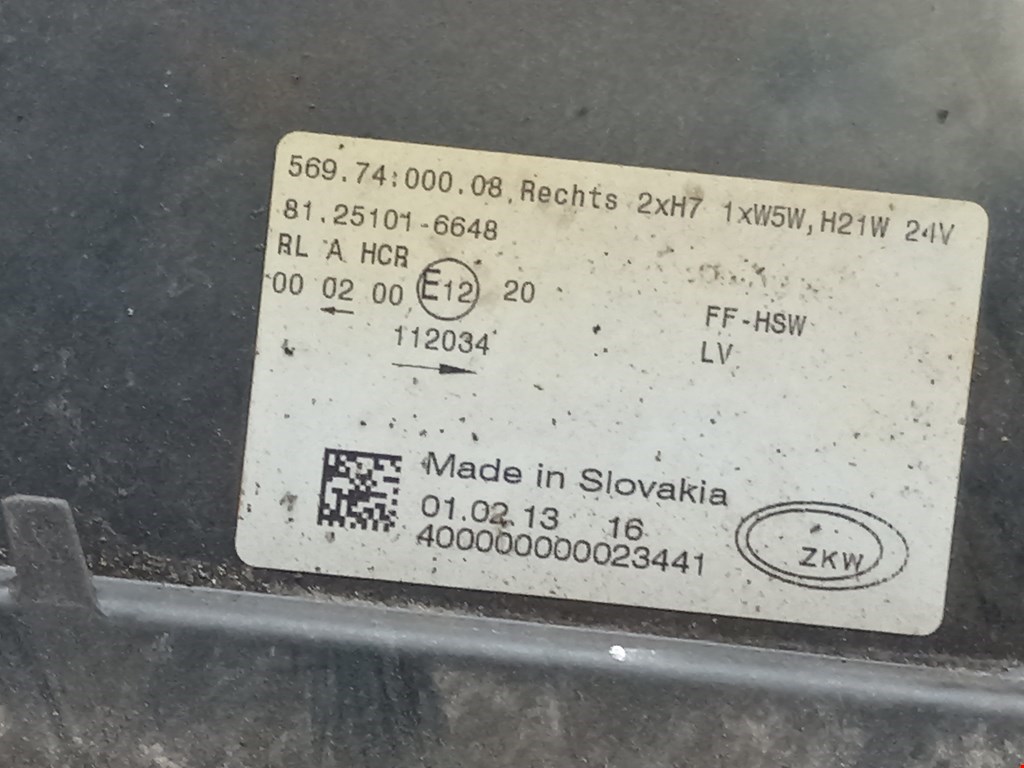 569.74.000.08 Rechts 2xH7 1xW5W, H21W 24V
81.25101-6648
RL A HCR
00 02 00 E12 20
FF-HSW
112034
LV
Made in Slovakia
01.02.13 16
400000000023441
ZKW